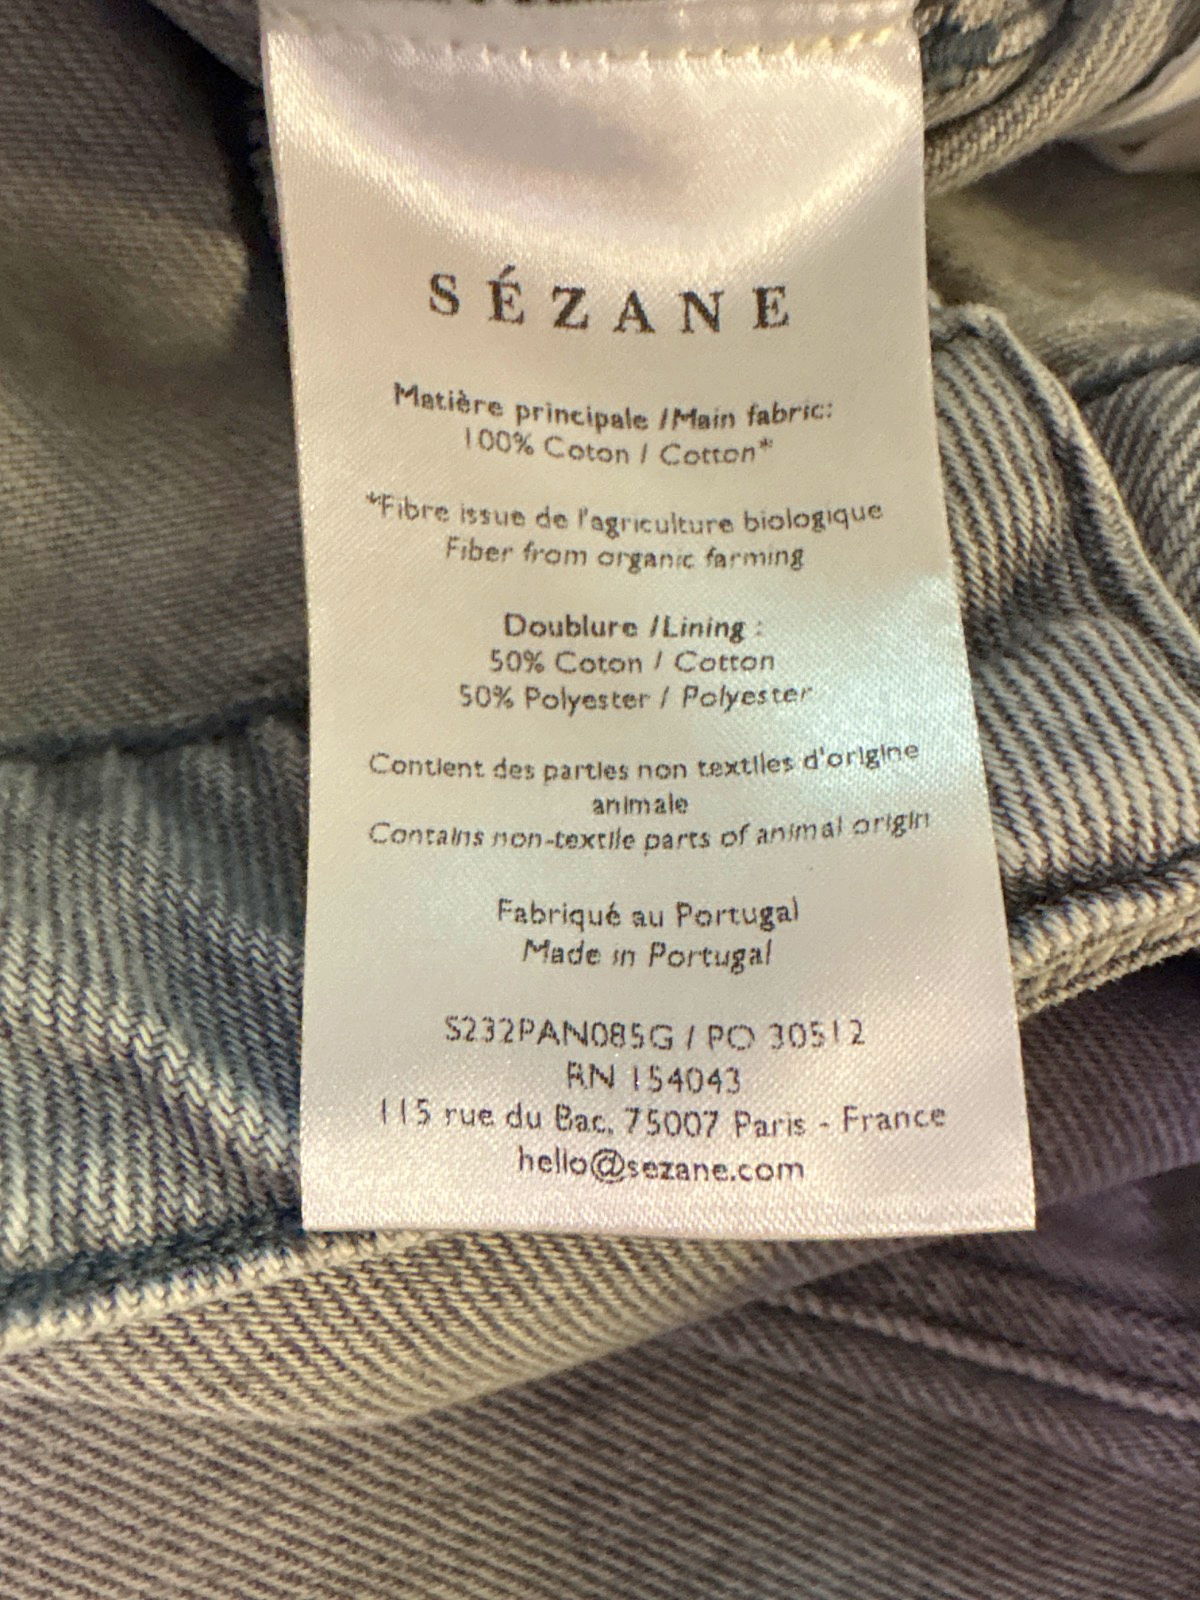 SÉZANE
Matière principale /Main fabric:
100% Coton / Cotton*
*Fibre issue de l'agriculture biologique
Fiber from organic farming
Doublure /Lining :
50% Coton / Cotton
50% Polyester / Polyester
Contient des parties non textiles d'origine
animale
Contains non-textile parts of animal origin
Fabriqué au Portugal
Made in Portugal
S232PAN085G / PO 30512
RN 154043
115 rue du Bac, 75007 Paris - France
hello@sezane.com